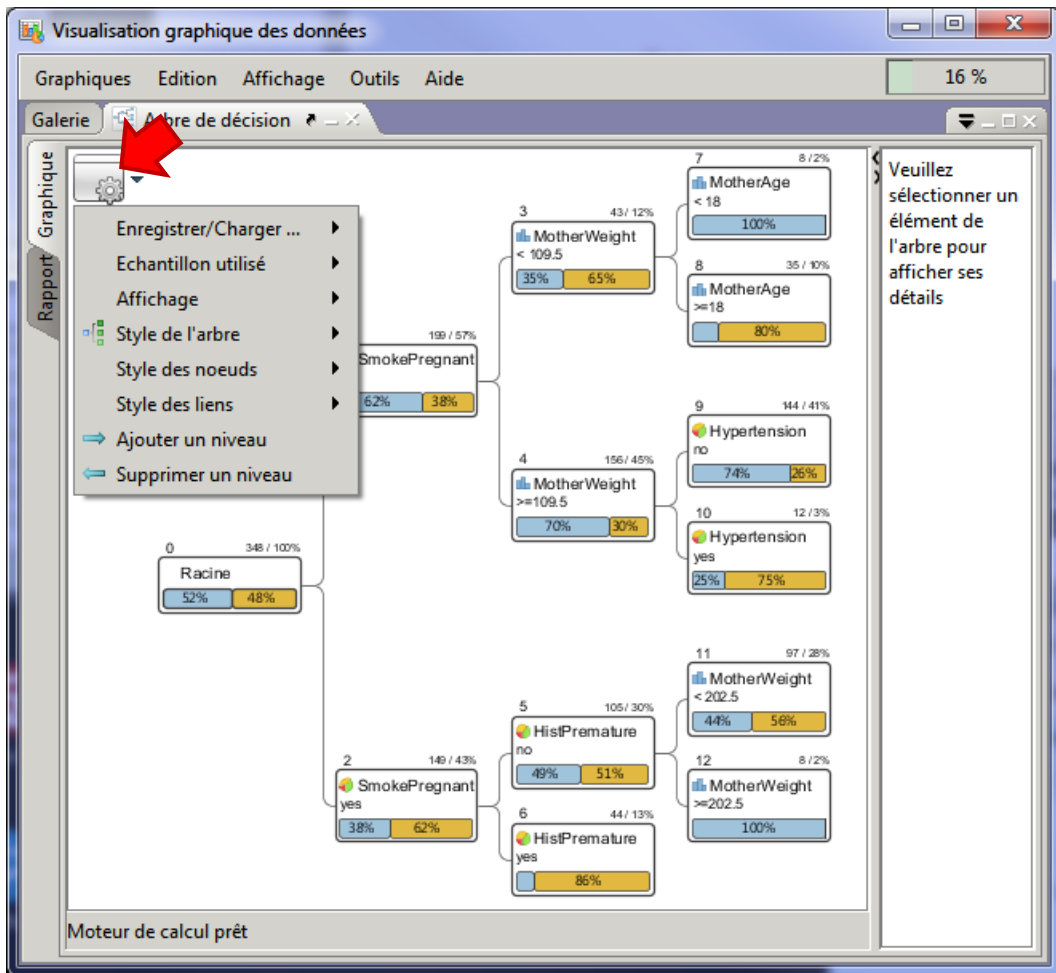 Visualisation graphique des données
Graphiques Edition Affichage Outils Aide
16 %
Galerie
Arbre de décision
Graphique
Rapport
Enregistrer/Charger ...
Echantillon utilisé
Affichage
Style de l'arbre
Style des noeuds
Style des liens
Ajouter un niveau
Supprimer un niveau
0 348 / 100%
Racine
52% 48%
199 / 57%
SmokePregnant
62% 38%
2 149 / 43%
SmokePregnant
yes
38% 62%
3 43 / 12%
MotherWeight
< 109.5
35% 65%
4 156 / 45%
MotherWeight
>=109.5
70% 30%
5 105 / 30%
HistPremature
no
49% 51%
6 44 / 13%
HistPremature
yes
86%
7 8 / 2%
MotherAge
< 18
100%
8 35 / 10%
MotherAge
>=18
80%
9 144 / 41%
Hypertension
no
74% 26%
10 12 / 3%
Hypertension
yes
25% 75%
11 97 / 28%
MotherWeight
< 202.5
44% 56%
12 8 / 2%
MotherWeight
>=202.5
100%
Veuillez
sélectionner un
élément de
l'arbre pour
afficher ses
détails
Moteur de calcul prêt